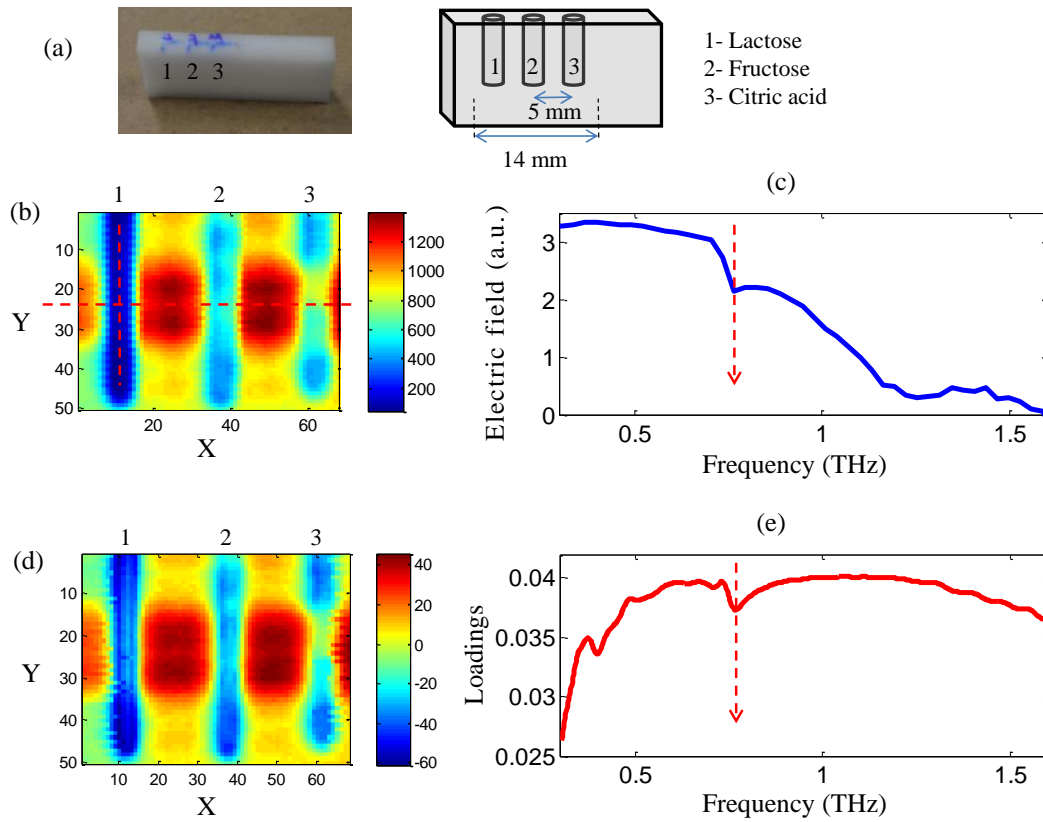 (a)
1 2 3
1 2 3
5 mm
14 mm
1- Lactose
2- Fructose
3- Citric acid
(b)
1 2 3
10
20
30
40
50
Y
20 40 60
X
1200
1000
800
600
400
200
(c)
Electric field (a.u.)
3
2
1
0
0.5 1 1.5
Frequency (THz)
(d)
1 2 3
10
20
30
40
50
Y
10 20 30 40 50 60
X
40
20
0
-20
-40
-60
(e)
Loadings
0.04
0.035
0.03
0.025
0.5 1 1.5
Frequency (THz)